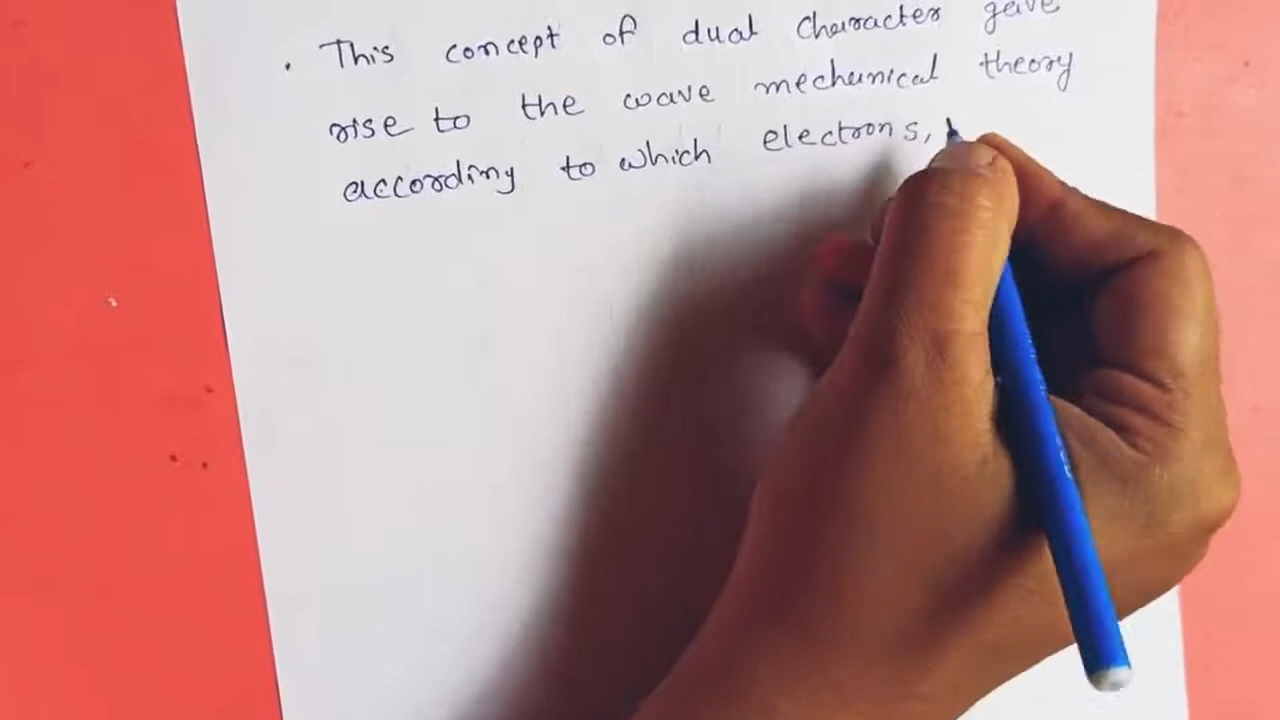 . This concept of dual character gave
rise to the wave mechanical theory
according to which electrons,